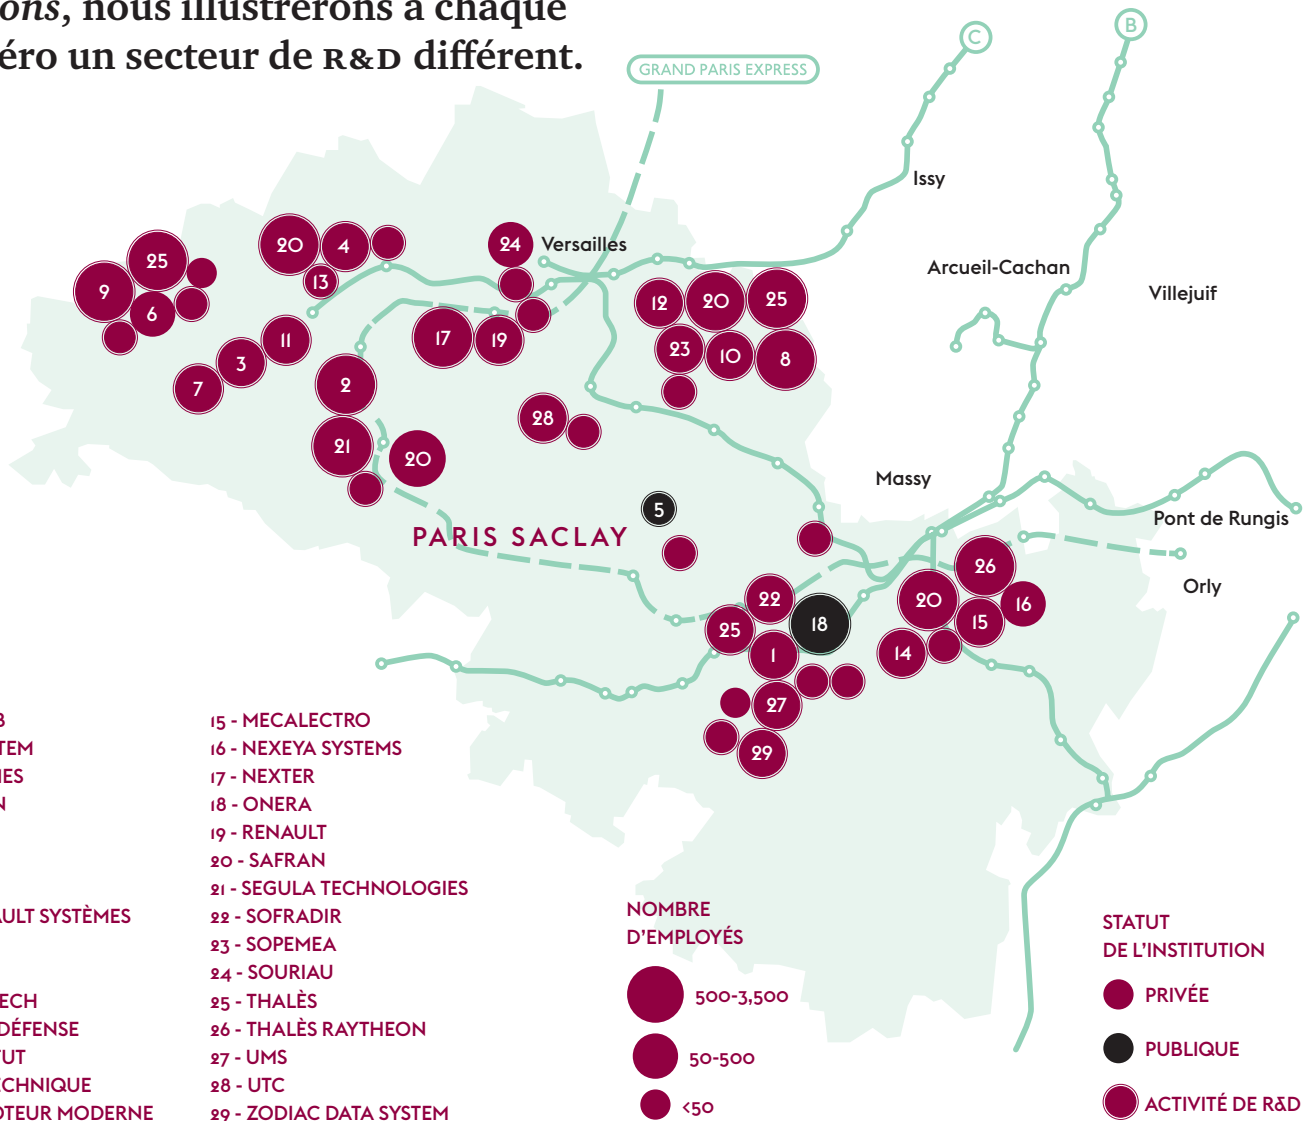 ons, nous illustrerons à chaque
éro un secteur de R&D différent.
GRAND PARIS EXPRESS
C
B
Issy
Versailles
Arcueil-Cachan
Villejuif
20
4
13
24
25
9
6
12
20
25
11
3
7
17
19
23
10
8
2
28
21
20
Massy
5
PARIS SACLAY
Pont de Rungis
Orly
26
22
20
16
18
15
25
1
14
27
29
B
TEM
IES
N
AULT SYSTÈMES
ECH
DÉFENSE
TUT
ECHNIQUE
OTEUR MODERNE
15 - MECALECTRO
16 - NEXEYA SYSTEMS
17 - NEXTER
18 - ONERA
19 - RENAULT
20 - SAFRAN
21 - SEGULA TECHNOLOGIES
22 - SOFRADIR
23 - SOPEMEA
24 - SOURIAU
25 - THALÈS
26 - THALÈS RAYTHEON
27 - UMS
28 - UTC
29 - ZODIAC DATA SYSTEM
NOMBRE
D'EMPLOYÉS
500-3,500
50-500
<50
STATUT
DE L'INSTITUTION
PRIVÉE
PUBLIQUE
ACTIVITÉ DE R&D